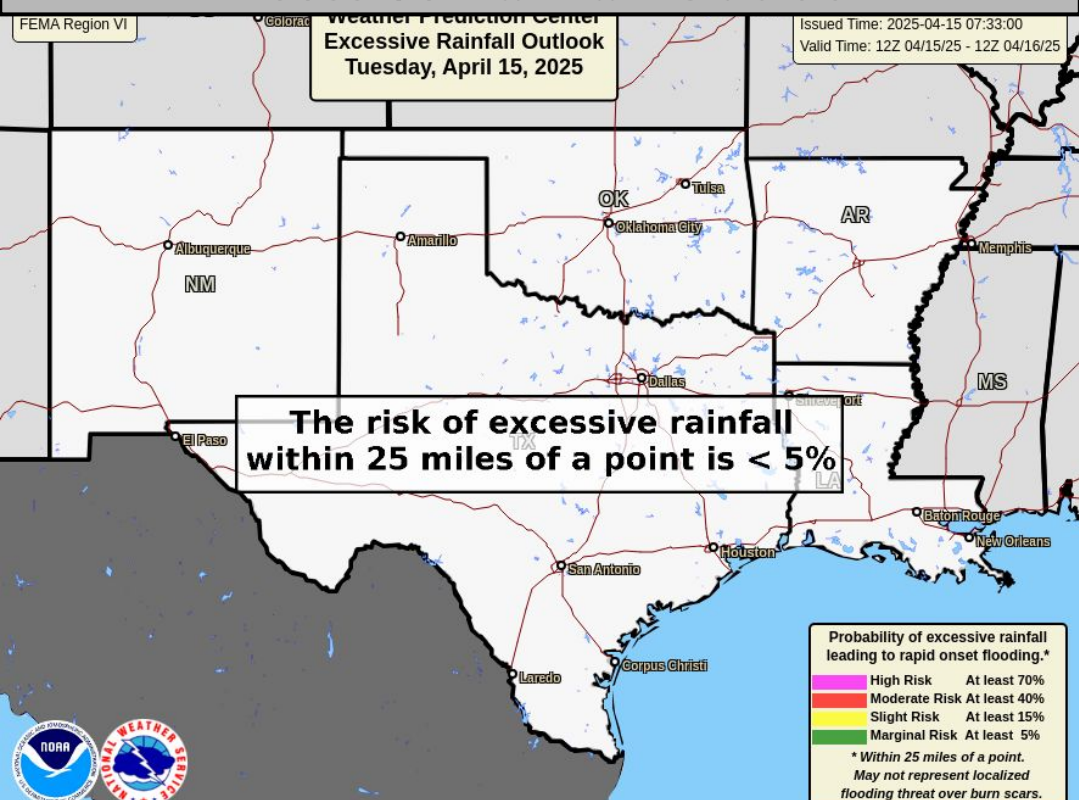 FEMA Region VI
Weather Prediction Center
Excessive Rainfall Outlook
Tuesday, April 15, 2025
Issued Time: 2025-04-15 07:33:00
Valid Time: 12Z 04/15/25 - 12Z 04/16/25
Colorad
OK
Tulsa
AR
Oklahoma City
Albuquerque
Amarillo
Memphis
NM
Dallas
MS
Shreveport
The risk of excessive rainfall
within 25 miles of a point is < 5%
El Paso
TX
LA
Baton Rouge
New Orleans
Houston
San Antonio
Corpus Christi
Laredo
Probability of excessive rainfall
leading to rapid onset flooding.*
High Risk At least 70%
Moderate Risk At least 40%
Slight Risk At least 15%
Marginal Risk At least 5%
* Within 25 miles of a point.
May not represent localized
flooding threat over burn scars.
NOAA
NATIONAL WEATHER SERVICE